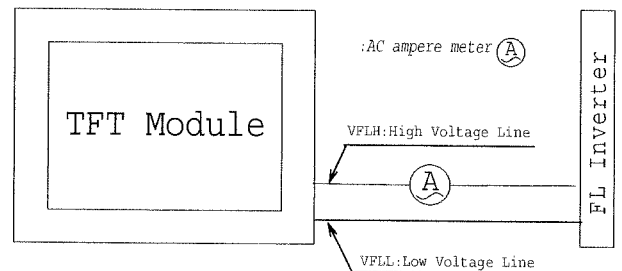 :AC ampere meter A
TFT Module
VFLH:High Voltage Line
A
FL Inverter
VFLL:Low Voltage Line